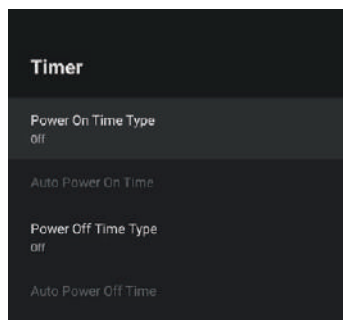 Timer
Power On Time Type
Off
Auto Power On Time
Power Off Time Type
Off
Auto Power Off Time